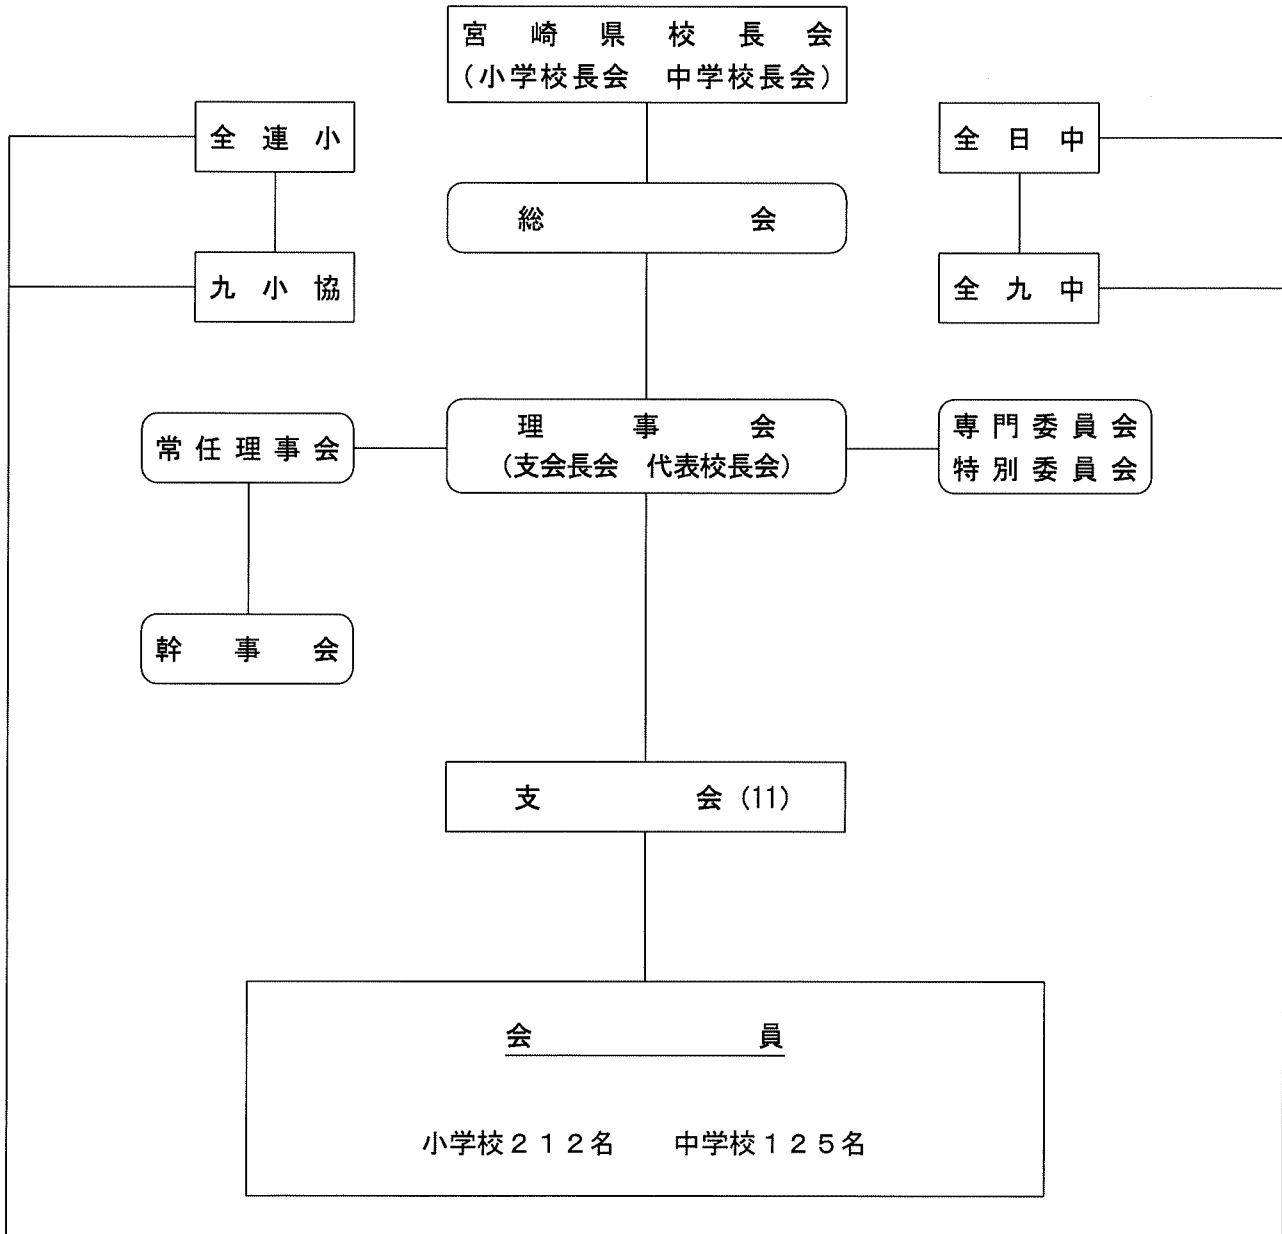 宮崎県校長会
(小学校長会　中学校長会)
全連小
全日中
総会
九小協
全九中
常任理事会
理事会
(支会長会　代表校長会)
専門委員会
特別委員会
幹事会
支会(11)
会員
小学校２１２名　中学校１２５名